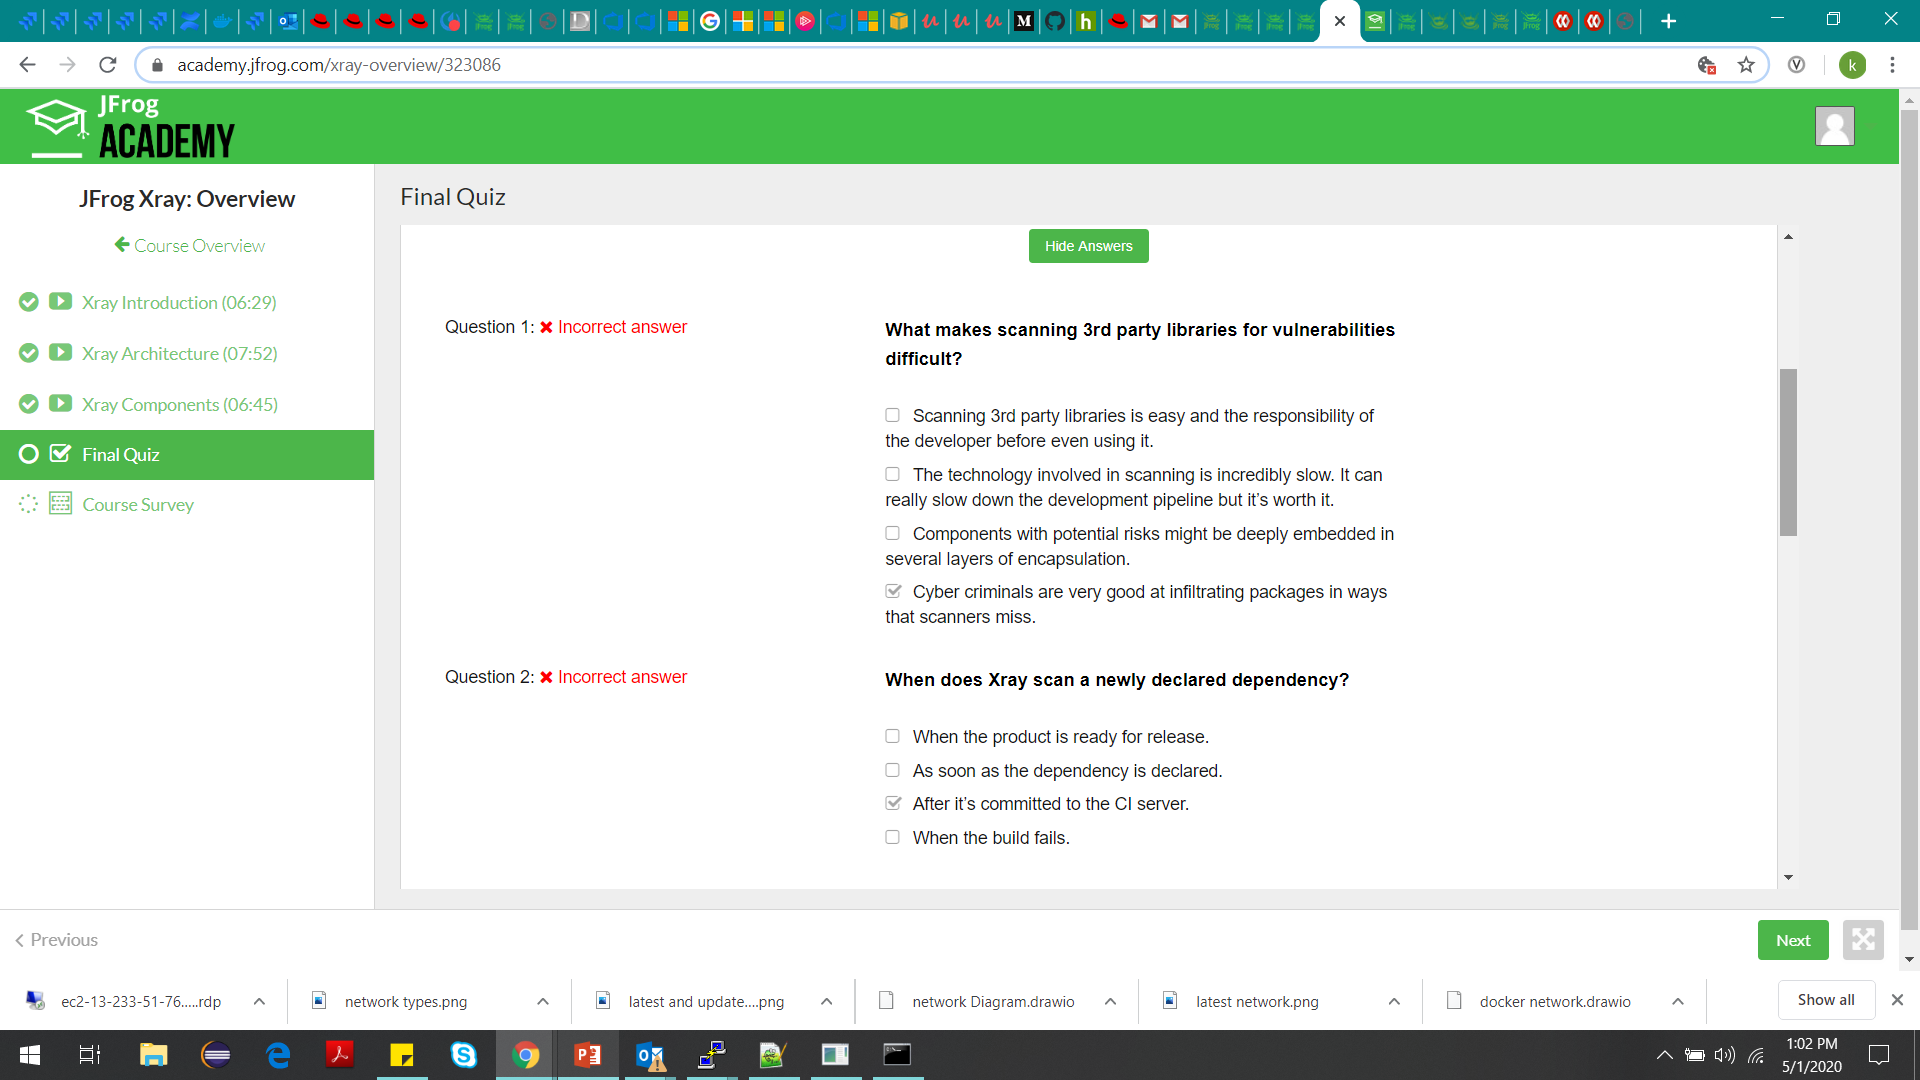 academy.jfrog.com/xray-overview/323086
k
JFrog
ACADEMY
JFrog Xray: Overview
Course Overview
Xray Introduction (06:29)
Xray Architecture (07:52)
Xray Components (06:45)
Final Quiz
Course Survey
Final Quiz
Hide Answers
Question 1: ✖ Incorrect answer
What makes scanning 3rd party libraries for vulnerabilities
difficult?
Scanning 3rd party libraries is easy and the responsibility of
the developer before even using it.
The technology involved in scanning is incredibly slow. It can
really slow down the development pipeline but it’s worth it.
Components with potential risks might be deeply embedded in
several layers of encapsulation.
Cyber criminals are very good at infiltrating packages in ways
that scanners miss.
Question 2: ✖ Incorrect answer
When does Xray scan a newly declared dependency?
When the product is ready for release.
As soon as the dependency is declared.
After it’s committed to the CI server.
When the build fails.
Previous
Next
ec2-13-233-51-76.....rdp
network types.png
latest and update....png
network Diagram.drawio
latest network.png
docker network.drawio
Show all
1:02 PM
5/1/2020